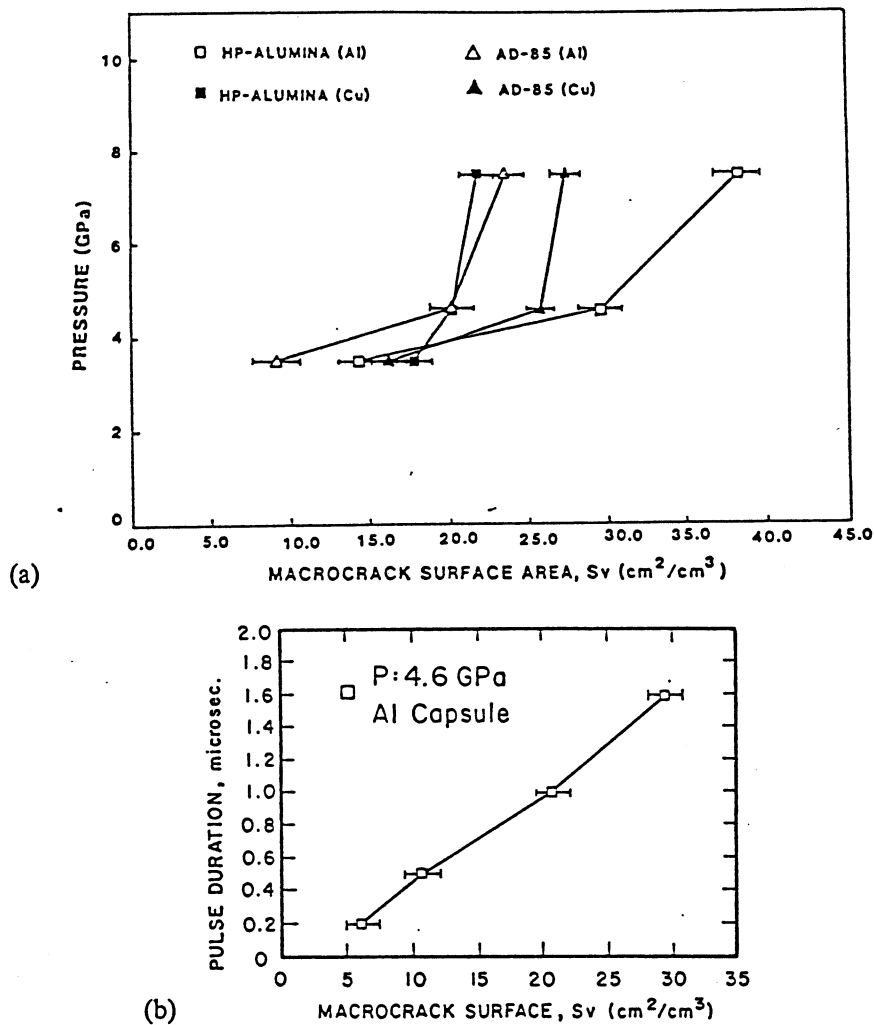 10
8
6
4
2
0
PRESSURE (GPa)
HP-ALUMINA (Al) AD-85 (Al)
HP-ALUMINA (Cu) AD-85 (Cu)
0.0 5.0 10.0 15.0 20.0 25.0 30.0 35.0 40.0 45.0
MACROCRACK SURFACE AREA, Sv (cm²/cm³)
(a)
2.0
1.6
1.4
1.2
1.0
0.8
0.6
0.4
0.2
0
PULSE DURATION, microsec.
P:4.6 GPa
Al Capsule
0 5 10 15 20 25 30 35
MACROCRACK SURFACE, Sv (cm²/cm³)
(b)